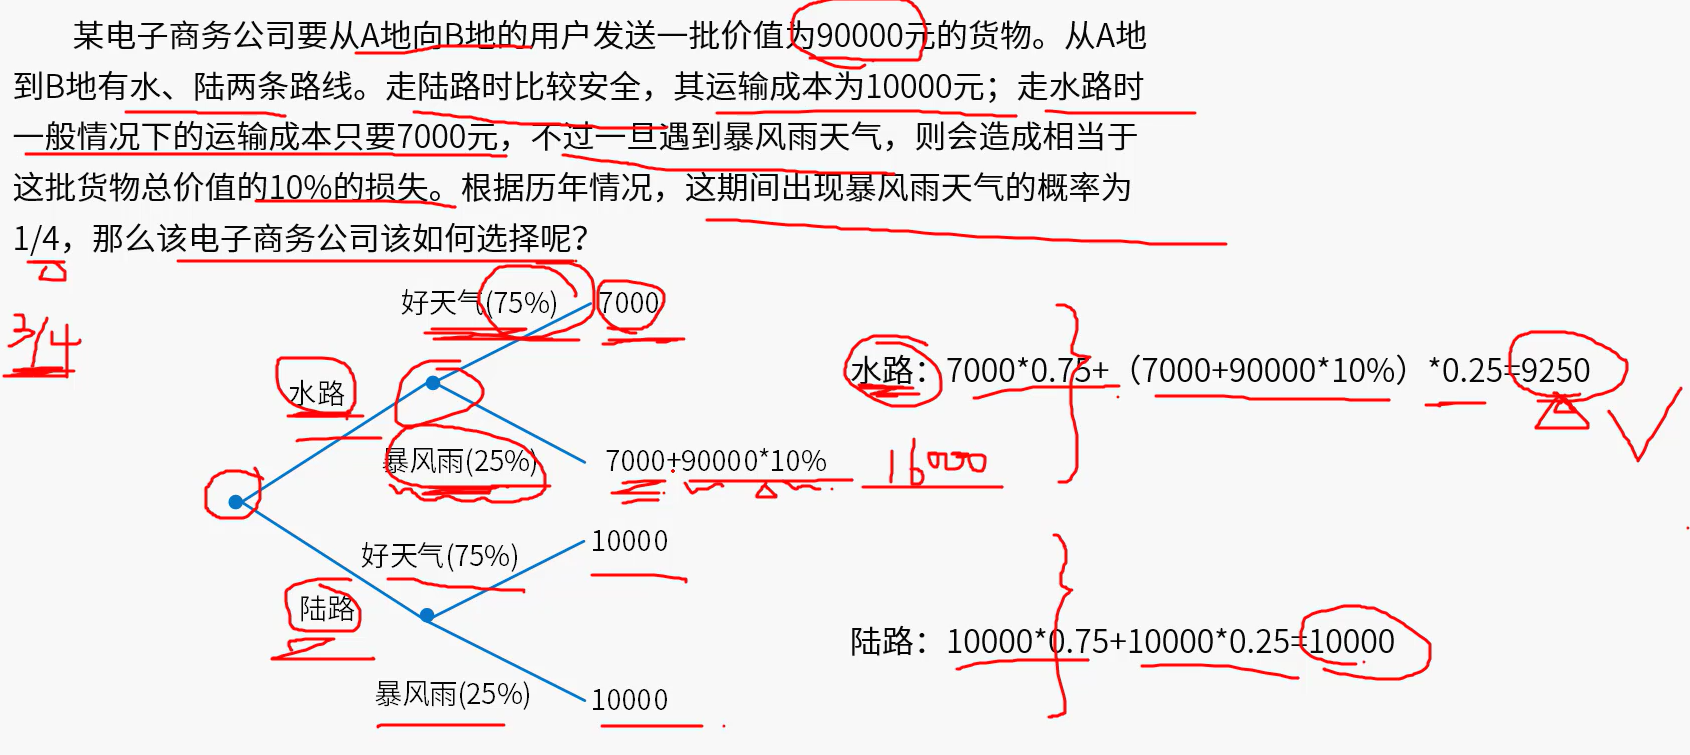 某电子商务公司要从A地向B地的用户发送一批价值为90000元的货物。从A地
到B地有水、陆两条路线。走陆路时比较安全，其运输成本为10000元；走水路时
一般情况下的运输成本只要7000元，不过一旦遇到暴风雨天气，则会造成相当于
这批货物总价值的10%的损失。根据历年情况，这期间出现暴风雨天气的概率为
1/4，那么该电子商务公司该如何选择呢？
3/4
好天气(75%)
7000
水路
暴风雨(25%)
7000+90000*10%
16000
好天气(75%)
10000
陆路
暴风雨(25%)
10000
水路：7000*0.75+（7000+90000*10%）*0.25=9250
陆路：10000*0.75+10000*0.25=10000